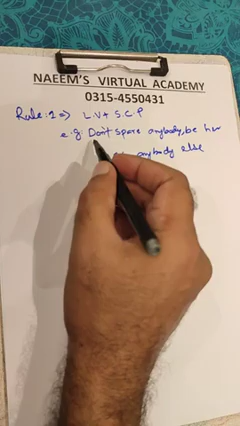 NAEEM'S VIRTUAL ACADEMY
0315-4550431
Rule:2=> L.V+ S.C.P
e.g: Don't spare anybody, be her
anybody else